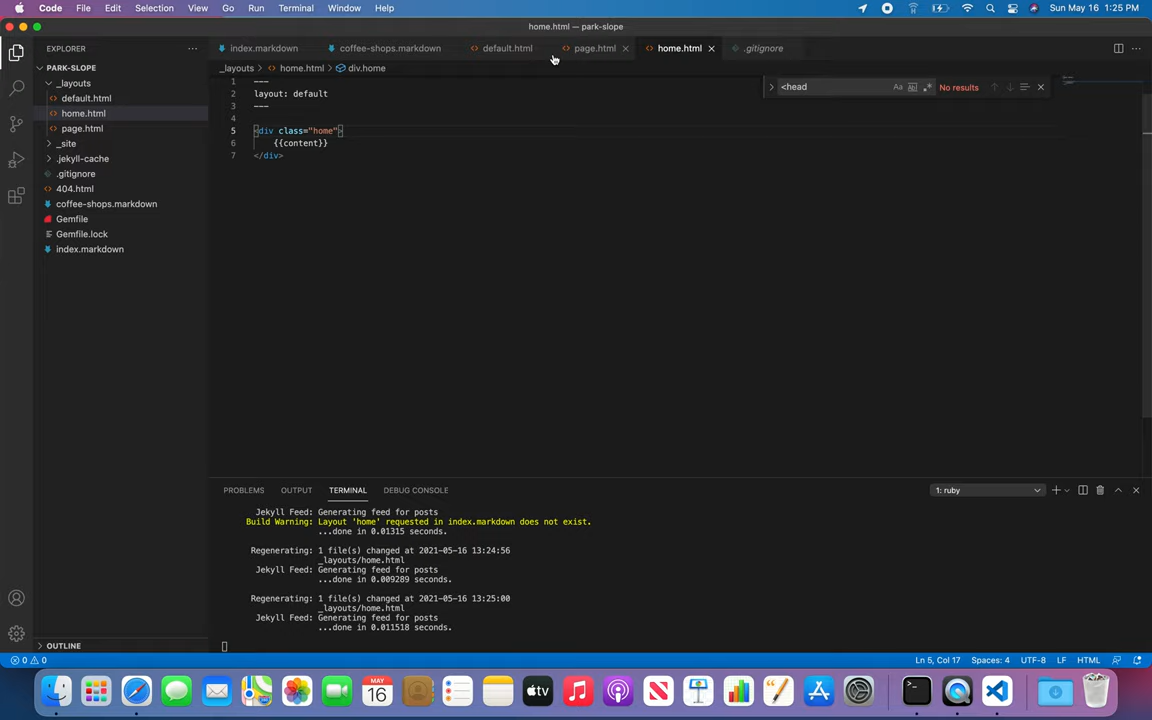 Code File Edit Selection View Go Run Terminal Window Help Sun May 16 1:25 PM
home.html — park-slope
EXPLORER
index.markdown coffee-shops.markdown default.html page.html home.html .gitignore
PARK-SLOPE
_layouts > home.html > div.home
_layouts
default.html
home.html
page.html
_site
.jekyll-cache
.gitignore
404.html
coffee-shops.markdown
Gemfile
Gemfile.lock
index.markdown
OUTLINE
<head Aa Ab No results
1 ---
2 layout: default
3 ---
4
5 <div class="home">
6 {{content}}
7 </div>
PROBLEMS OUTPUT TERMINAL DEBUG CONSOLE 1: ruby
Jekyll Feed: Generating feed for posts
Build Warning: Layout 'home' requested in index.markdown does not exist.
...done in 0.01315 seconds.
Regenerating: 1 file(s) changed at 2021-05-16 13:24:56
_layouts/home.html
Jekyll Feed: Generating feed for posts
...done in 0.009289 seconds.
Regenerating: 1 file(s) changed at 2021-05-16 13:25:00
_layouts/home.html
Jekyll Feed: Generating feed for posts
...done in 0.011518 seconds.
0 0 Ln 5, Col 17 Spaces: 4 UTF-8 LF HTML
MAY
16
tv